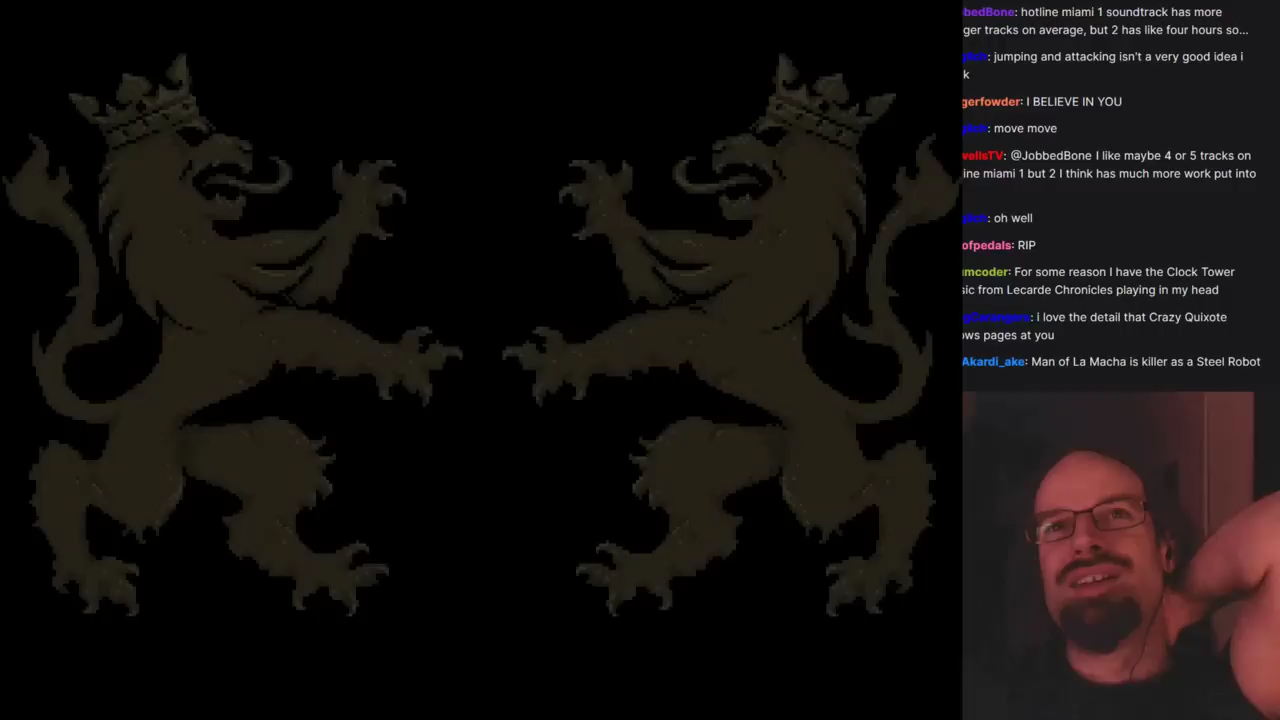 bedBone: hotline miami 1 soundtrack has more
ger tracks on average, but 2 has like four hours so...
: jumping and attacking isn't a very good idea i
k
gerfowder: I BELIEVE IN YOU
: move move
wellsTV: @JobbedBone I like maybe 4 or 5 tracks on
ine miami 1 but 2 I think has much more work put into
: oh well
ofpedals: RIP
mcoder: For some reason I have the Clock Tower
sic from Lecarde Chronicles playing in my head
: i love the detail that Crazy Quixote
ows pages at you
Akardi_ake: Man of La Macha is killer as a Steel Robot